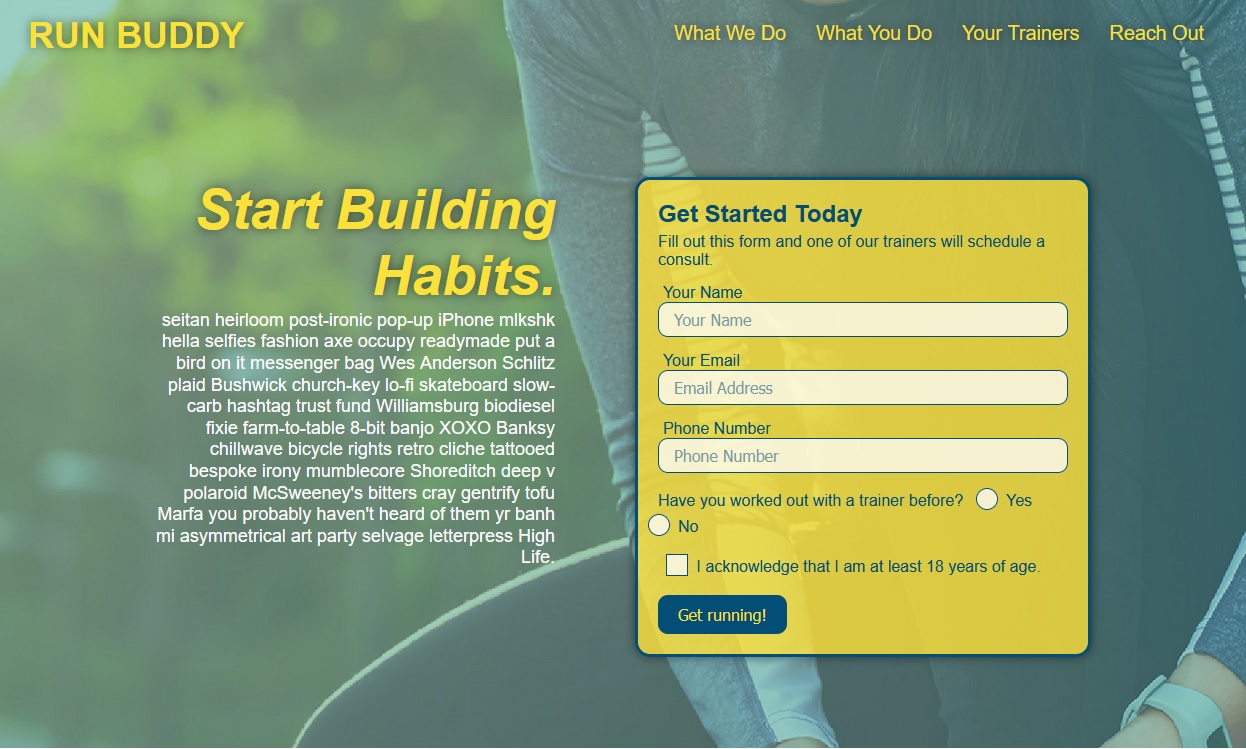 RUN BUDDY
What We Do
What You Do
Your Trainers
Reach Out
Start Building
Habits.
seitan heirloom post-ironic pop-up iPhone mlkshk
hella selfies fashion axe occupy readymade put a
bird on it messenger bag Wes Anderson Schlitz
plaid Bushwick church-key lo-fi skateboard slow-
carb hashtag trust fund Williamsburg biodiesel
fixie farm-to-table 8-bit banjo XOXO Banksy
chillwave bicycle rights retro cliche tattooed
bespoke irony mumblecore Shoreditch deep v
polaroid McSweeney's bitters cray gentrify tofu
Marfa you probably haven't heard of them yr banh
mi asymmetrical art party selvage letterpress High
Life.
Get Started Today
Fill out this form and one of our trainers will schedule a
consult.
Your Name
Your Name
Your Email
Email Address
Phone Number
Phone Number
Have you worked out with a trainer before? Yes
No
I acknowledge that I am at least 18 years of age.
Get running!